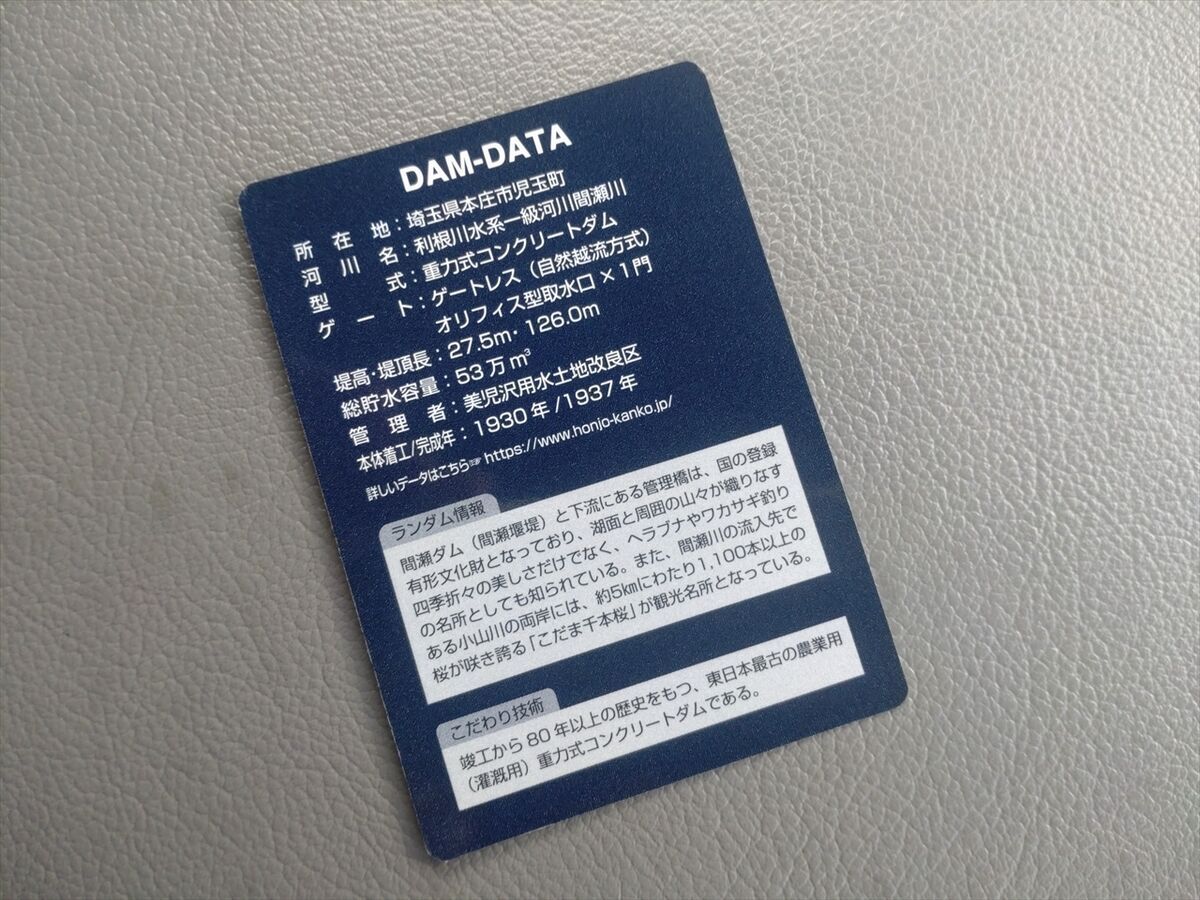 DAM-DATA
所在地：埼玉県本庄市児玉町
河川名：利根川水系一級河川間瀬川
型式：重力式コンクリートダム
ゲート：ゲートレス（自然越流方式）
オリフィス型取水口×1門
堤高・堤頂長：27.5m・126.0m
総貯水容量：53万m³
管理者：美児沢用水土地改良区
本体着工/完成年：1930年/1937年
詳しいデータはこちら☞ https://www.honjo-kanko.jp/
ランダム情報
間瀬ダム（間瀬堰堤）と下流にある管理橋は、国の登録
有形文化財となっており、湖面と周囲の山々が織りなす
四季折々の美しさだけでなく、ヘラブナやワカサギ釣り
の名所としても知られている。また、間瀬川の流入先で
ある小山川の両岸には、約5㎞にわたり1,100本以上の
桜が咲き誇る「こだま千本桜」が観光名所となっている。
こだわり技術
竣工から80年以上の歴史をもつ、東日本最古の農業用
（灌漑用）重力式コンクリートダムである。